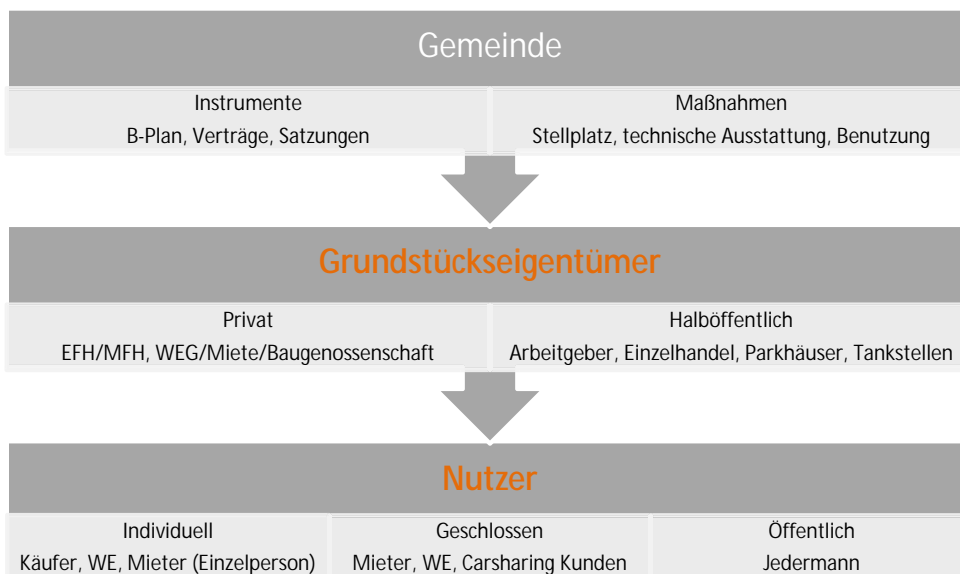 Gemeinde
Instrumente
B-Plan, Verträge, Satzungen
Maßnahmen
Stellplatz, technische Ausstattung, Benutzung
Grundstückseigentümer
Privat
EFH/MFH, WEG/Miete/Baugenossenschaft
Halböffentlich
Arbeitgeber, Einzelhandel, Parkhäuser, Tankstellen
Nutzer
Individuell
Käufer, WE, Mieter (Einzelperson)
Geschlossen
Mieter, WE, Carsharing Kunden
Öffentlich
Jedermann